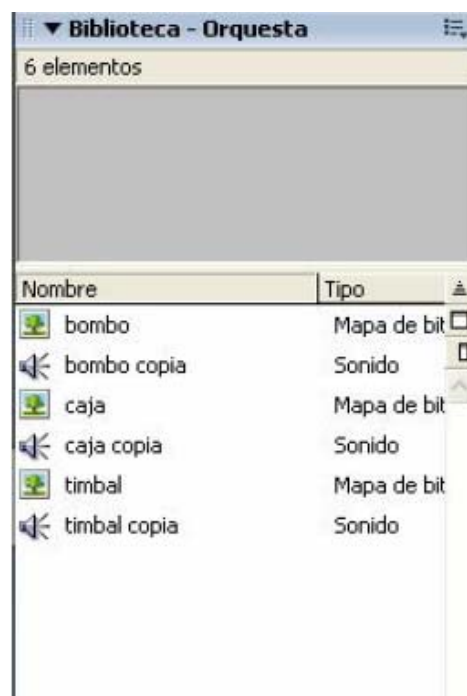 Biblioteca - Orquesta
6 elementos
Nombre Tipo
bombo Mapa de bit
bombo copia Sonido
caja Mapa de bit
caja copia Sonido
timbal Mapa de bit
timbal copia Sonido